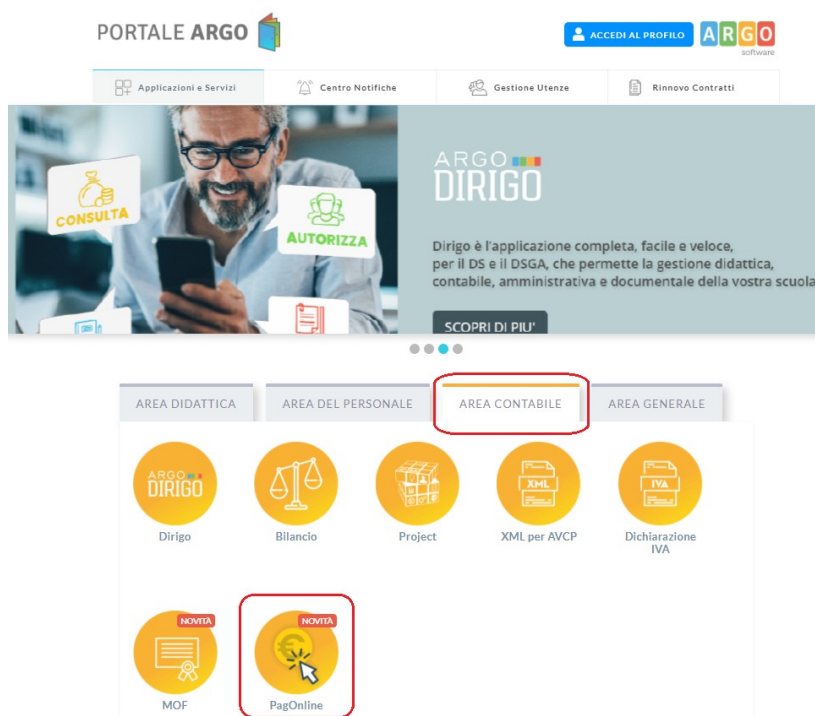 PORTALE ARGO
ACCEDI AL PROFILO
ARGO
software
Applicazioni e Servizi
Centro Notifiche
Gestione Utenze
Rinnovo Contratti
CONSULTA
AUTORIZZA
ARGO
DIRIGO
Dirigo è l'applicazione completa, facile e veloce,
per il DS e il DSGA, che permette la gestione didattica,
contabile, amministrativa e documentale della vostra scuola
SCOPRI DI PIU'
AREA DIDATTICA
AREA DEL PERSONALE
AREA CONTABILE
AREA GENERALE
ARGO
DIRIGO
XML
IVA
Dirigo
Bilancio
Project
XML per AVCP
Dichiarazione
IVA
NOVITÀ
NOVITÀ
€
MOF
PagOnline